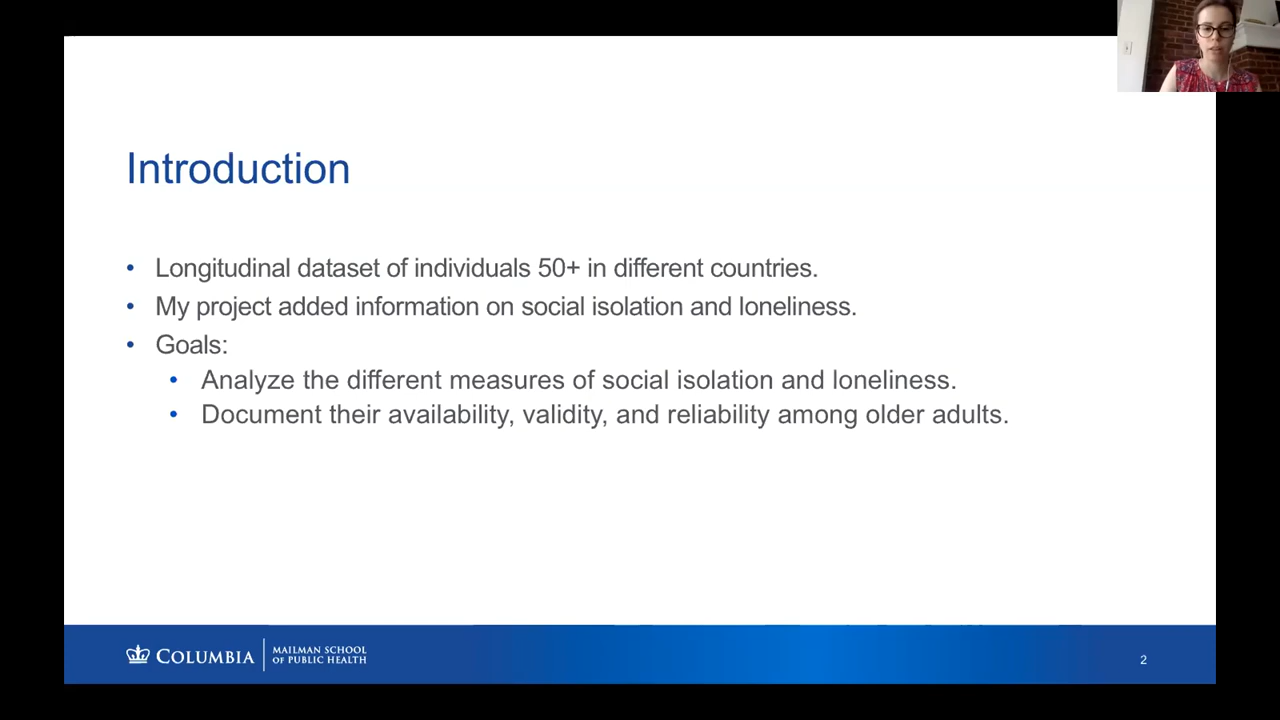 Introduction
• Longitudinal dataset of individuals 50+ in different countries.
• My project added information on social isolation and loneliness.
• Goals:
• Analyze the different measures of social isolation and loneliness.
• Document their availability, validity, and reliability among older adults.
COLUMBIA
MAILMAN SCHOOL
OF PUBLIC HEALTH
2